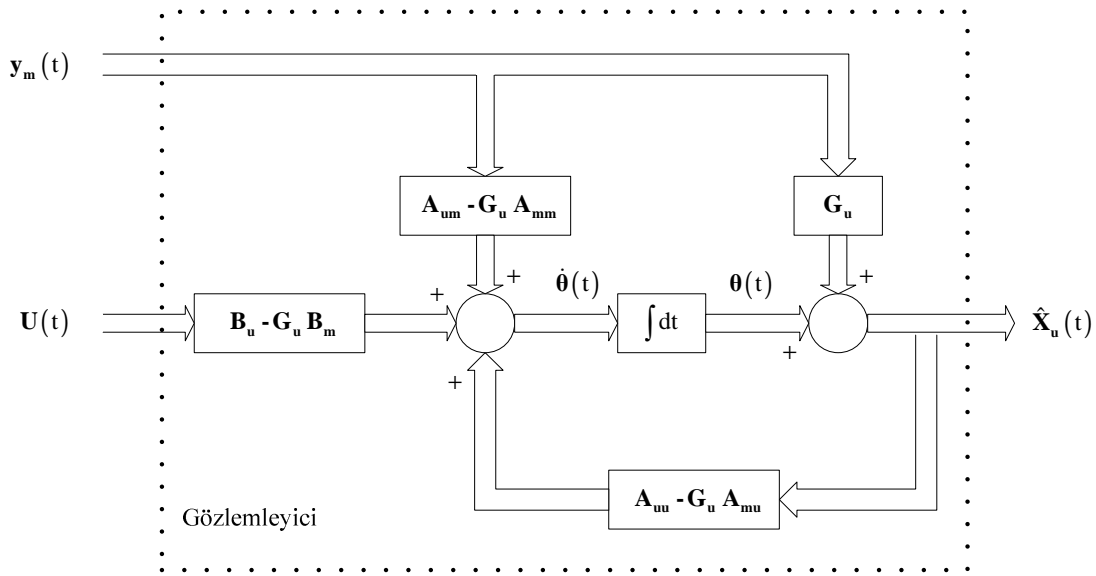 y_m(t)
A_um - G_u A_mm
G_u
+
+
θ̇(t)
θ(t)
+
U(t)
B_u - G_u B_m
∫dt
X̂_u(t)
+
+
A_uu - G_u A_mu
Gözlemleyici